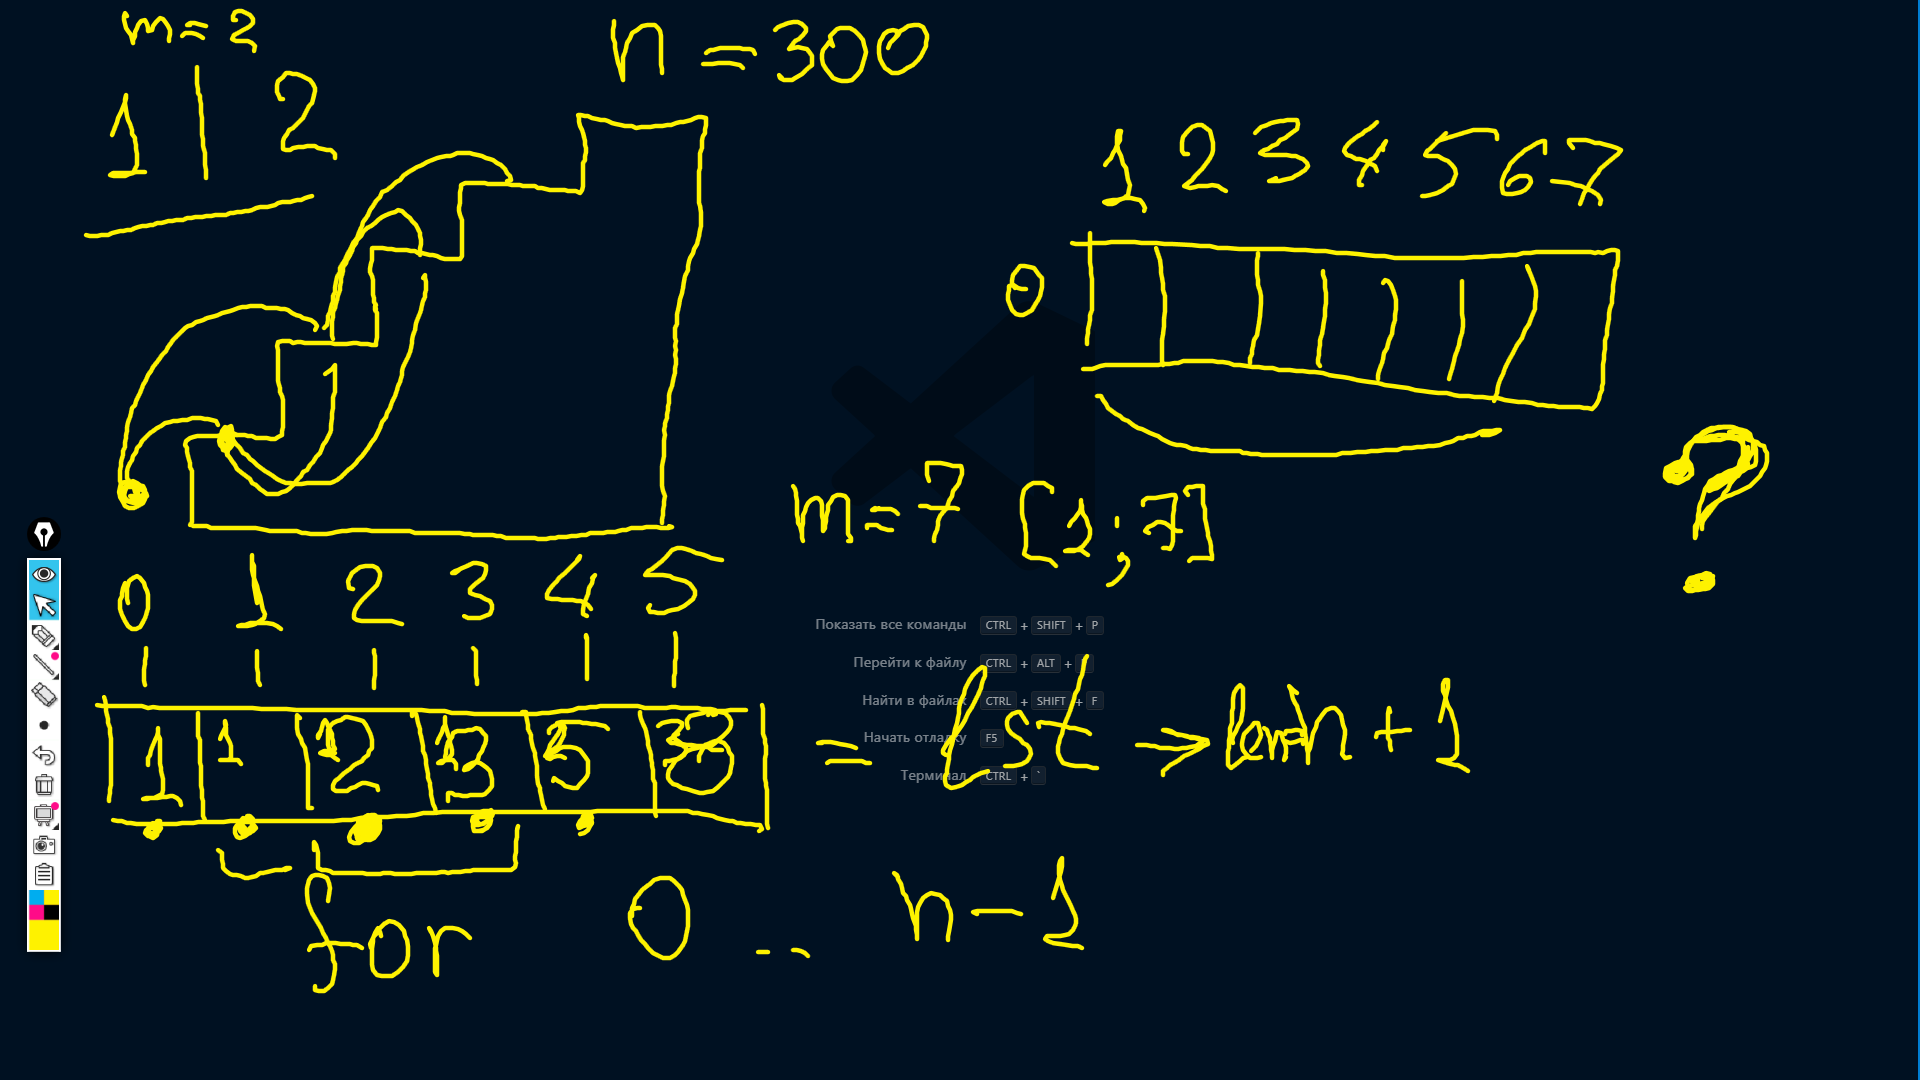 m = 2
n = 300
1 | 2
1 2 3 4 5 6 7
0
1
m = 7 [1 ; 7]
0 1 2 3 4 5
Показать все команды CTRL + SHIFT + P
Перейти к файлу CTRL + ALT +
Найти в файлах CTRL + SHIFT + F
Начать отладку F5
Терминал CTRL + `
1 1 2 3 5 8 = lst → len=n + 1
for 0 .. n - 1
?